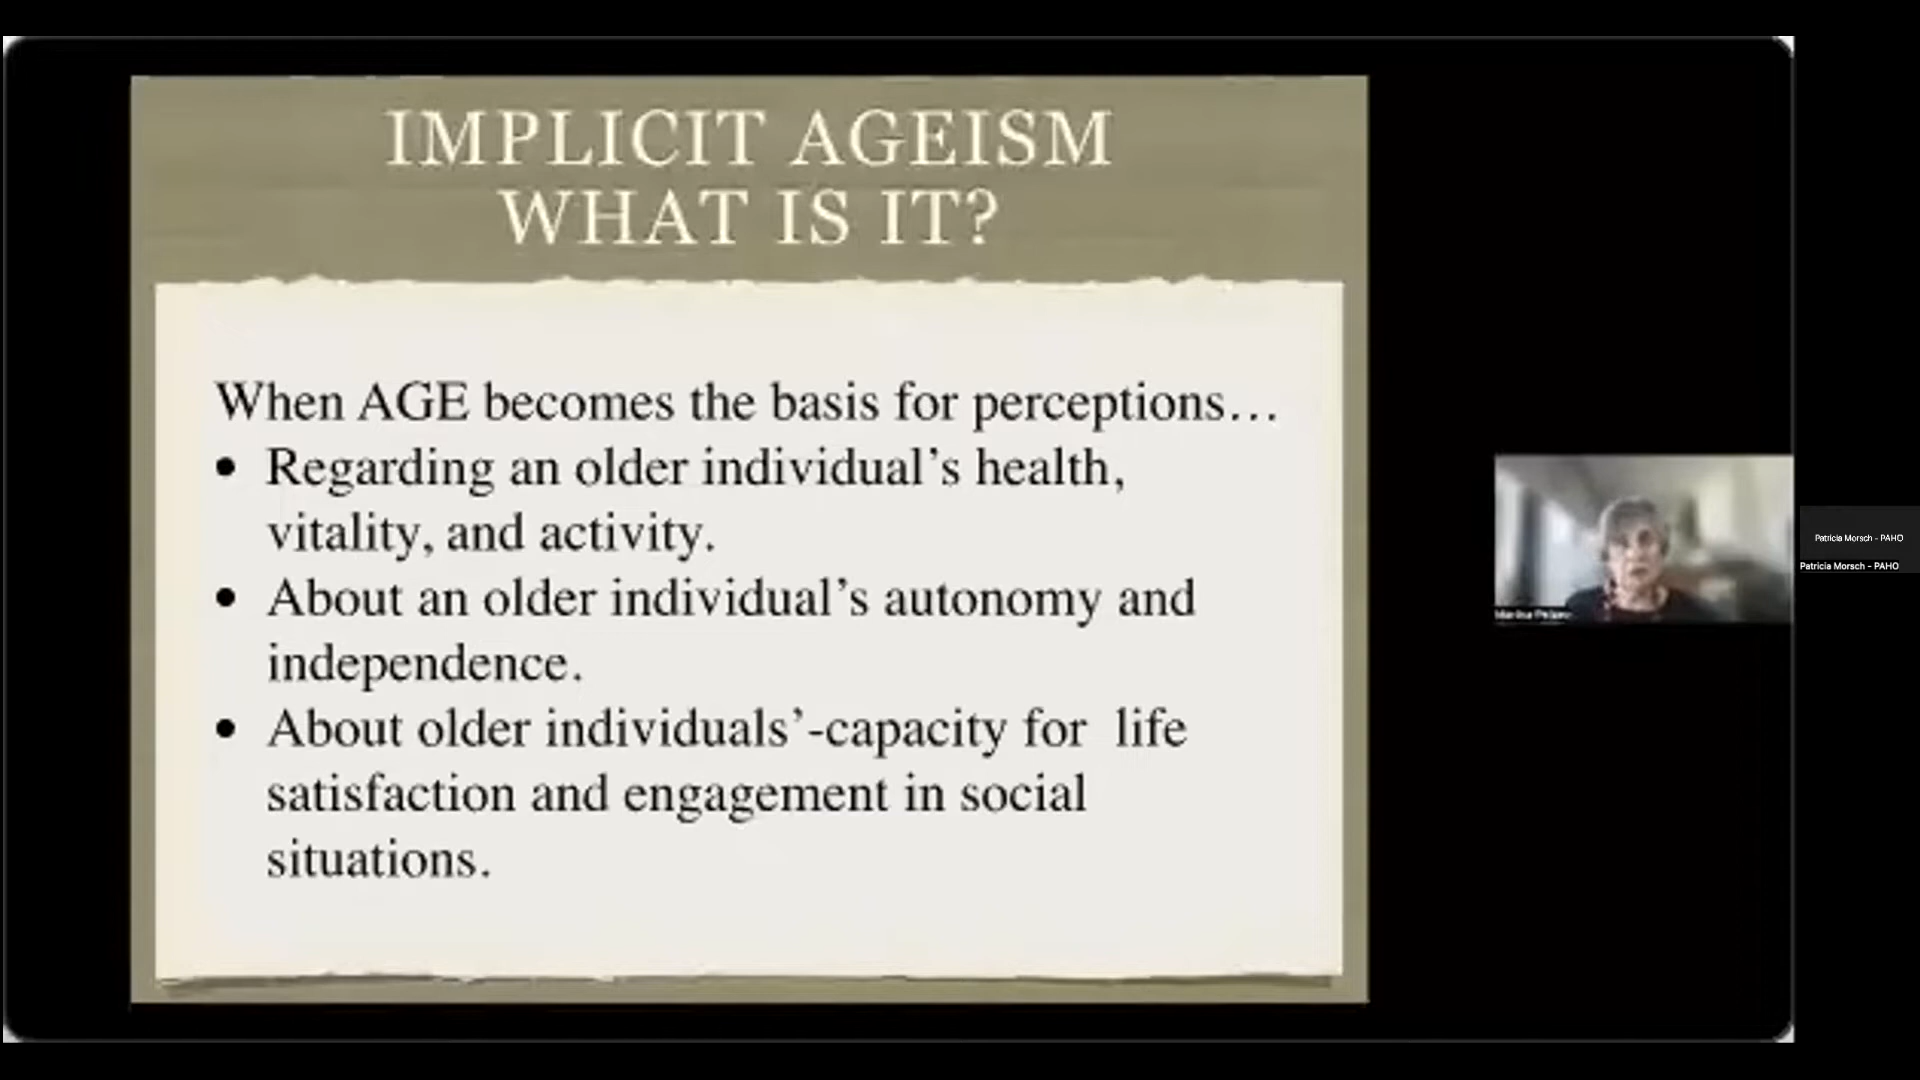 IMPLICIT AGEISM
WHAT IS IT?
When AGE becomes the basis for perceptions…
• Regarding an older individual’s health,
vitality, and activity.
• About an older individual’s autonomy and
independence.
• About older individuals’-capacity for  life
satisfaction and engagement in social
situations.
Patricia Morsch - PAHO
Patricia Morsch - PAHO